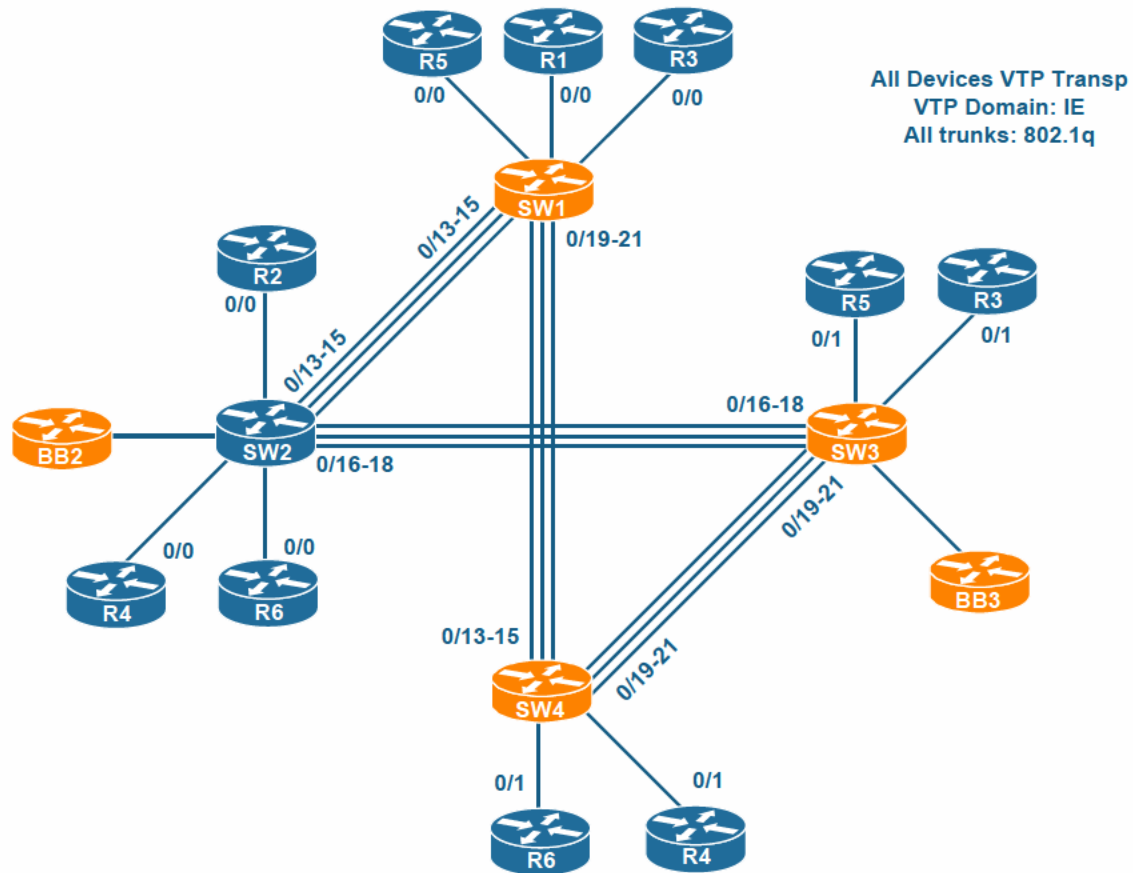 R5
R1
R3
0/0
0/0
0/0
All Devices VTP Transp
VTP Domain: IE
All trunks: 802.1q
SW1
0/13-15
0/19-21
R2
0/0
R5
R3
0/1
0/1
0/13-15
0/16-18
BB2
SW2
SW3
0/16-18
0/19-21
0/0
0/0
R4
R6
BB3
0/13-15
0/19-21
SW4
0/1
0/1
R6
R4